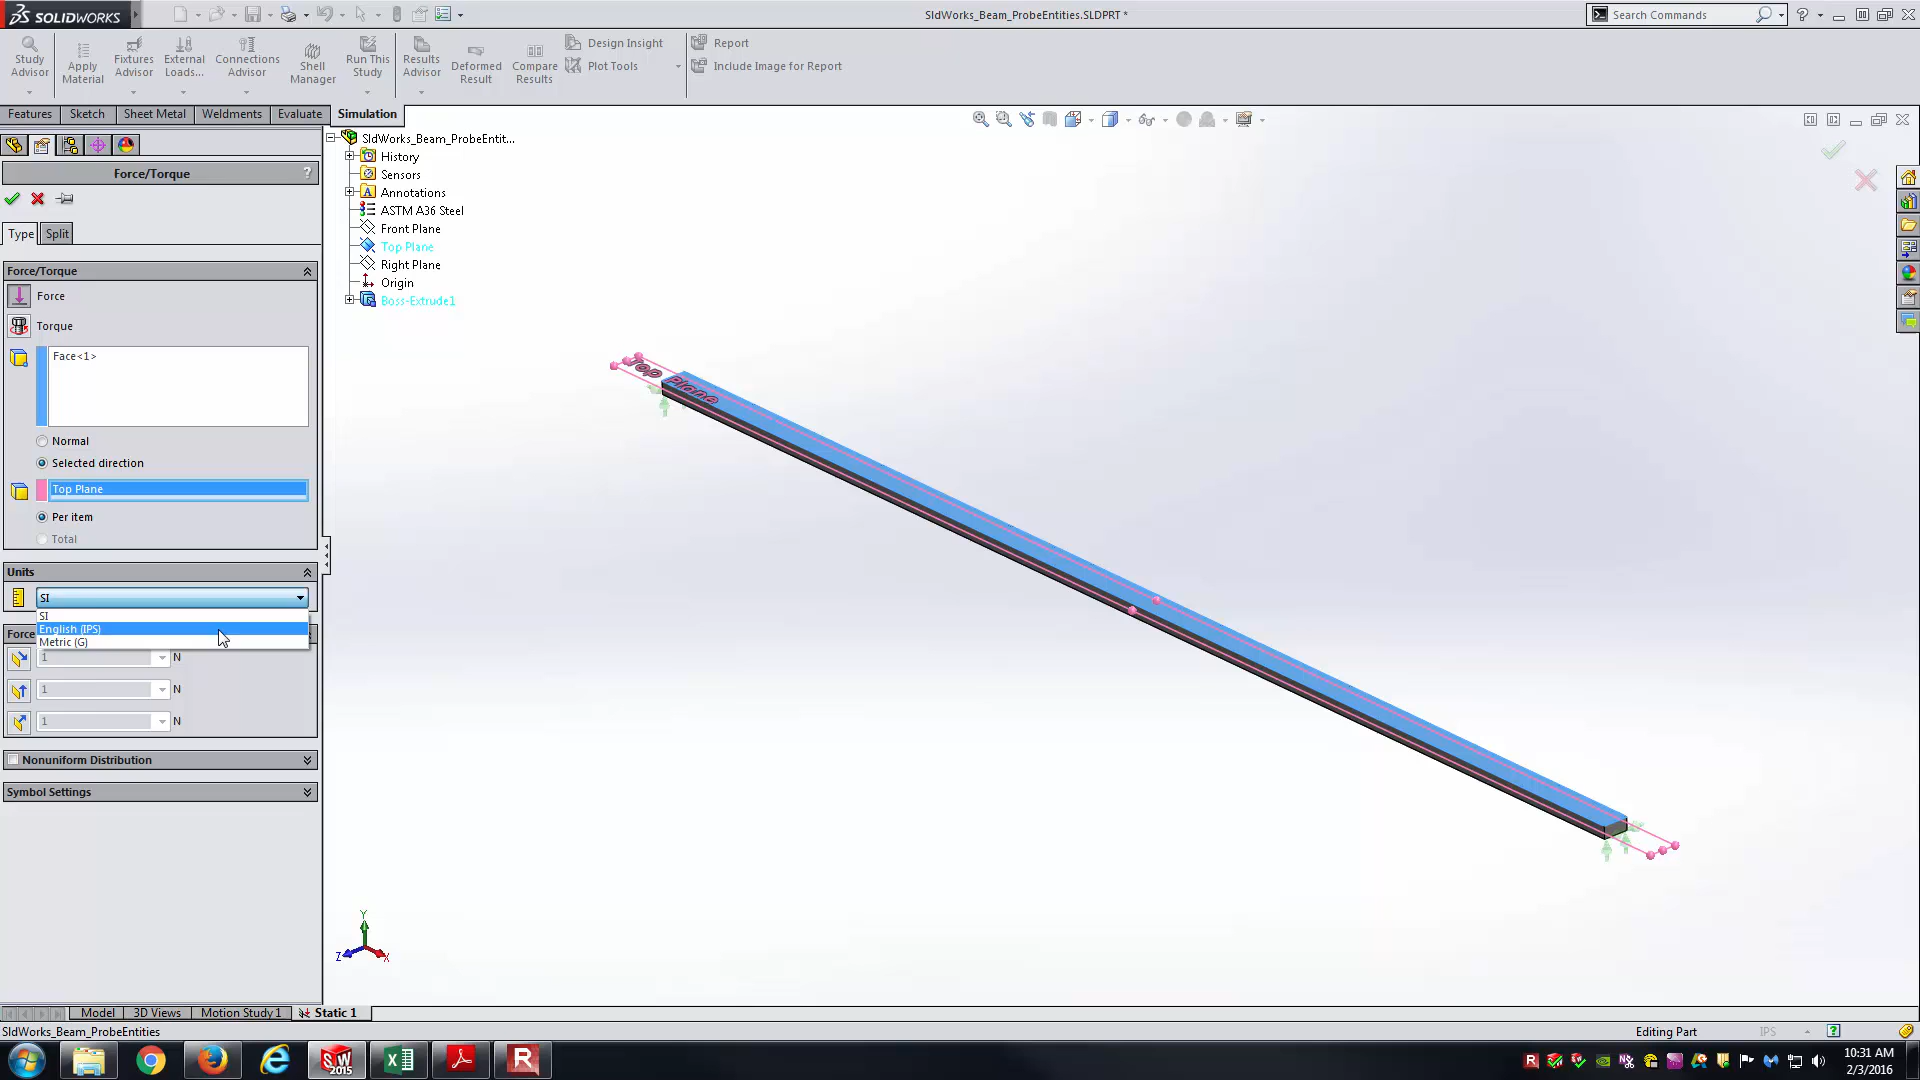 SOLIDWORKS
SldWorks_Beam_ProbeEntities.SLDPRT *
Search Commands
Study Advisor
Apply Material
Fixtures Advisor
External Loads...
Connections Advisor
Shell Manager
Run This Study
Results Advisor
Deformed Result
Compare Results
Design Insight
Plot Tools
Report
Include Image for Report
Features
Sketch
Sheet Metal
Weldments
Evaluate
Simulation
SldWorks_Beam_ProbeEntit...
History
Sensors
Annotations
ASTM A36 Steel
Front Plane
Top Plane
Right Plane
Origin
Boss-Extrude1
Force/Torque
?
Type
Split
Force/Torque
Force
Torque
Face<1>
Normal
Selected direction
Top Plane
Per item
Total
Units
SI
SI
English (IPS)
Metric (G)
Force
1 N
1 N
1 N
Nonuniform Distribution
Symbol Settings
Top Plane
Y
Z
X
Model
3D Views
Motion Study 1
Static 1
SldWorks_Beam_ProbeEntities
Editing Part
IPS
SW
2015
10:31 AM
2/3/2016